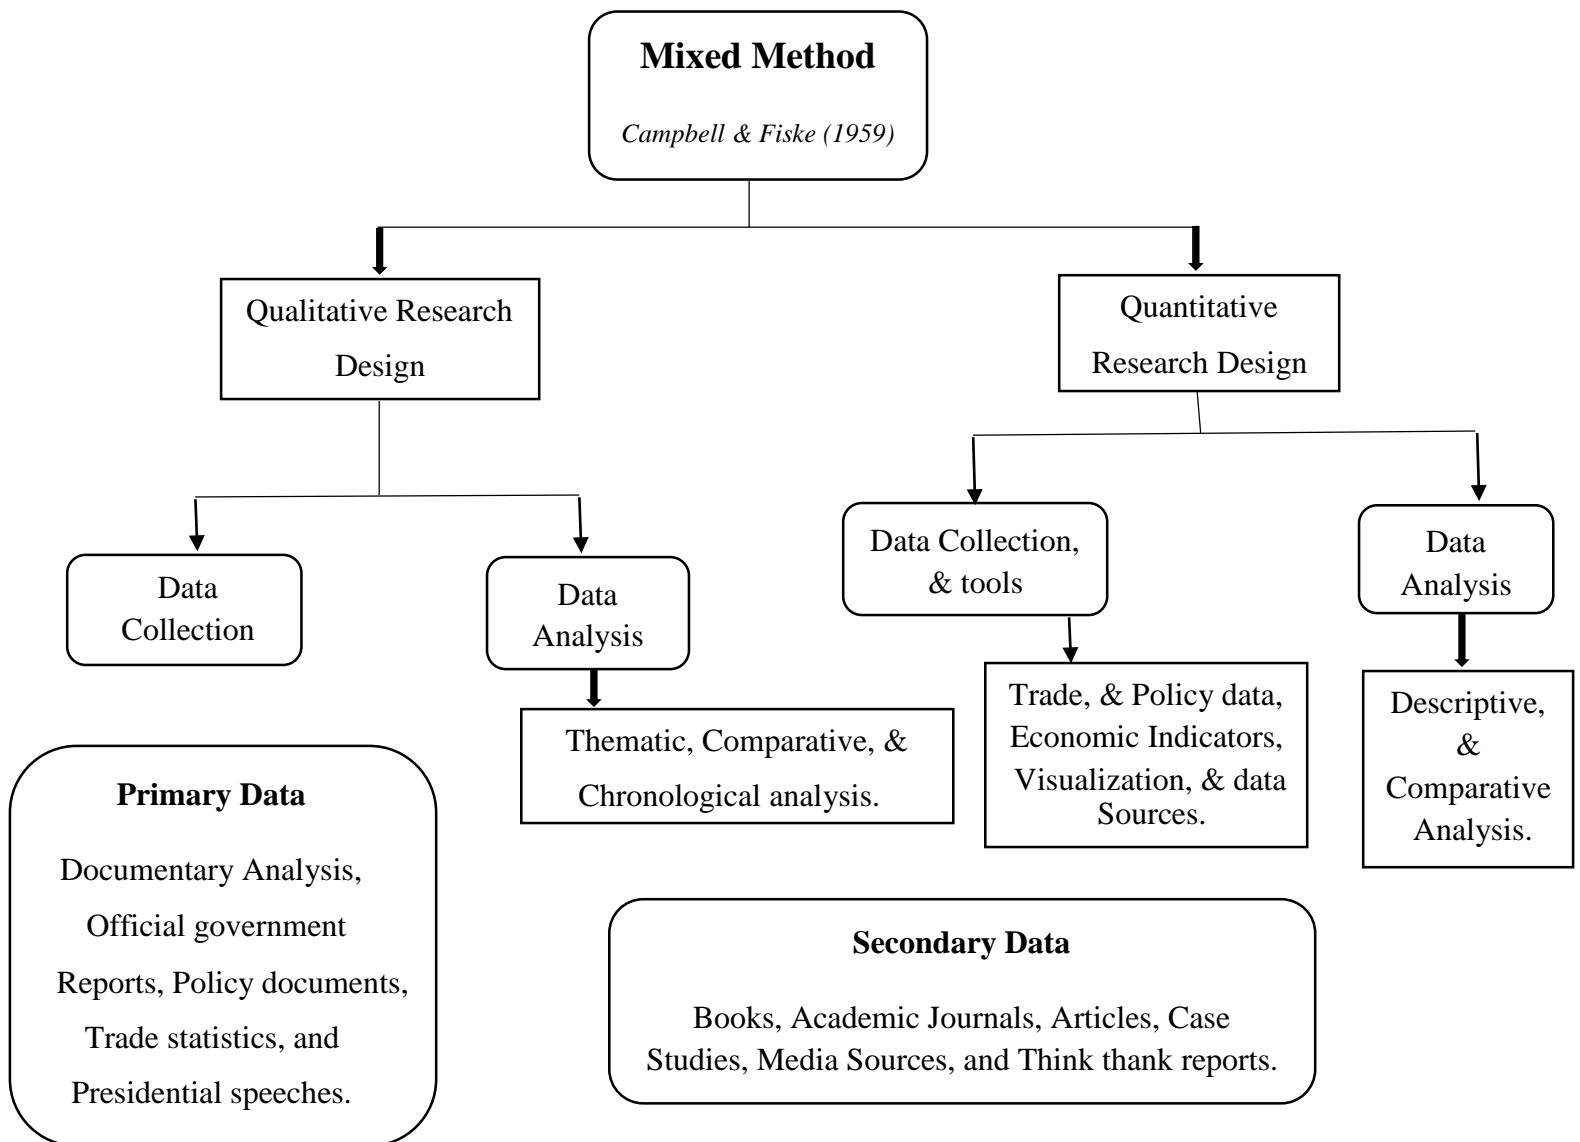 Mixed Method
Campbell & Fiske (1959)
Qualitative Research
Design
Quantitative
Research Design
Data
Collection
Data
Analysis
Data Collection,
& tools
Data
Analysis
Thematic, Comparative, &
Chronological analysis.
Trade, & Policy data,
Economic Indicators,
Visualization, & data
Sources.
Descriptive,
&
Comparative
Analysis.
Primary Data
Documentary Analysis,
Official government
Reports, Policy documents,
Trade statistics, and
Presidential speeches.
Secondary Data
Books, Academic Journals, Articles, Case
Studies, Media Sources, and Think thank reports.